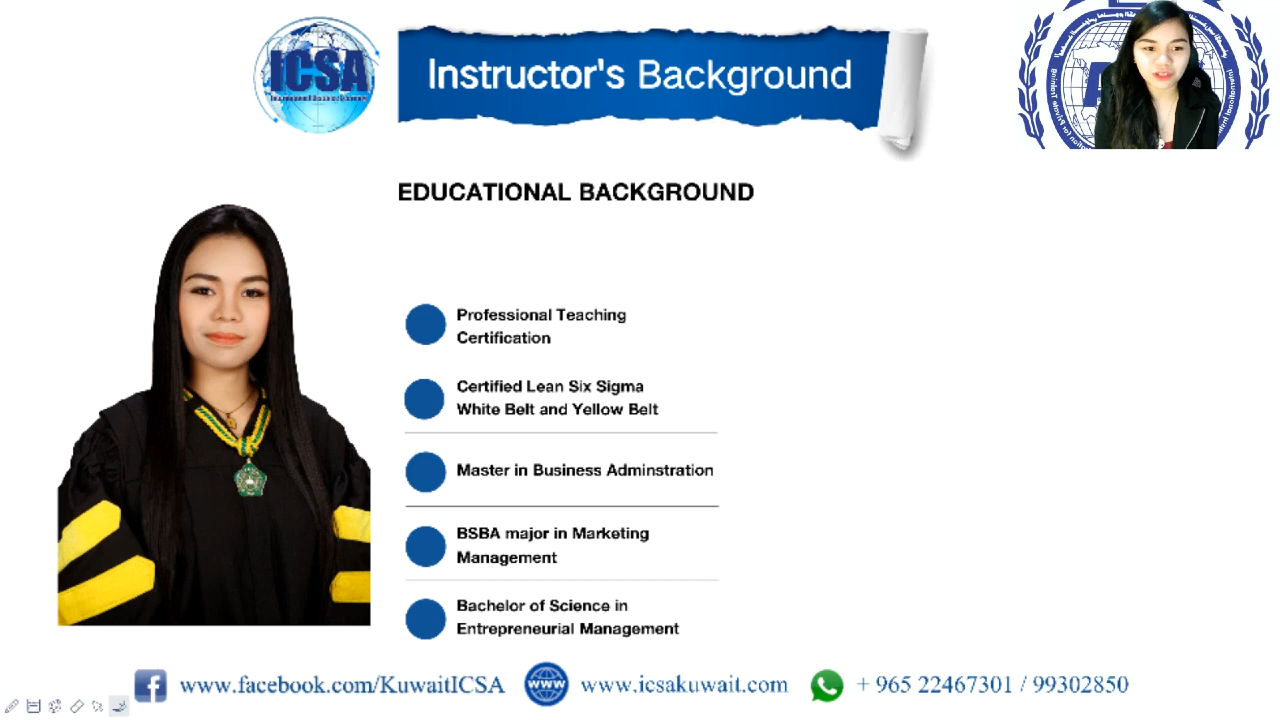 ICSA
Instructor's Background
EDUCATIONAL BACKGROUND
Professional Teaching
Certification
Certified Lean Six Sigma
White Belt and Yellow Belt
Master in Business Adminstration
BSBA major in Marketing
Management
Bachelor of Science in
Entrepreneurial Management
www.facebook.com/KuwaitICSA
www
www.icsakuwait.com
+ 965 22467301 / 99302850